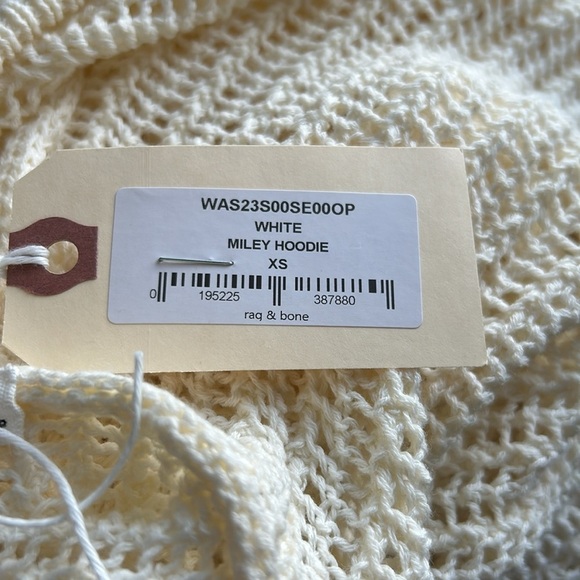 WAS23S00SE00OP
WHITE
MILEY HOODIE
XS
0 195225 387880
rag & bone